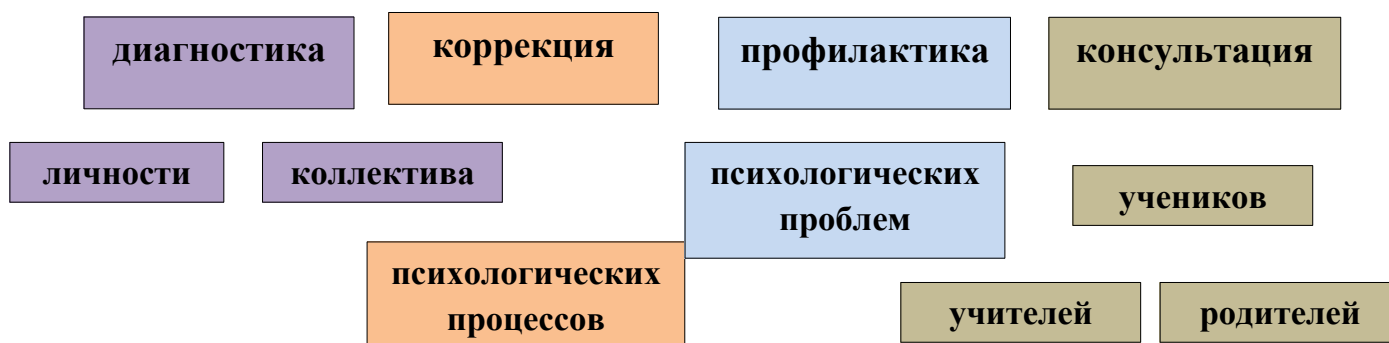 диагностика
коррекция
профилактика
консультация
личности
коллектива
психологических
проблем
учеников
психологических
процессов
учителей
родителей